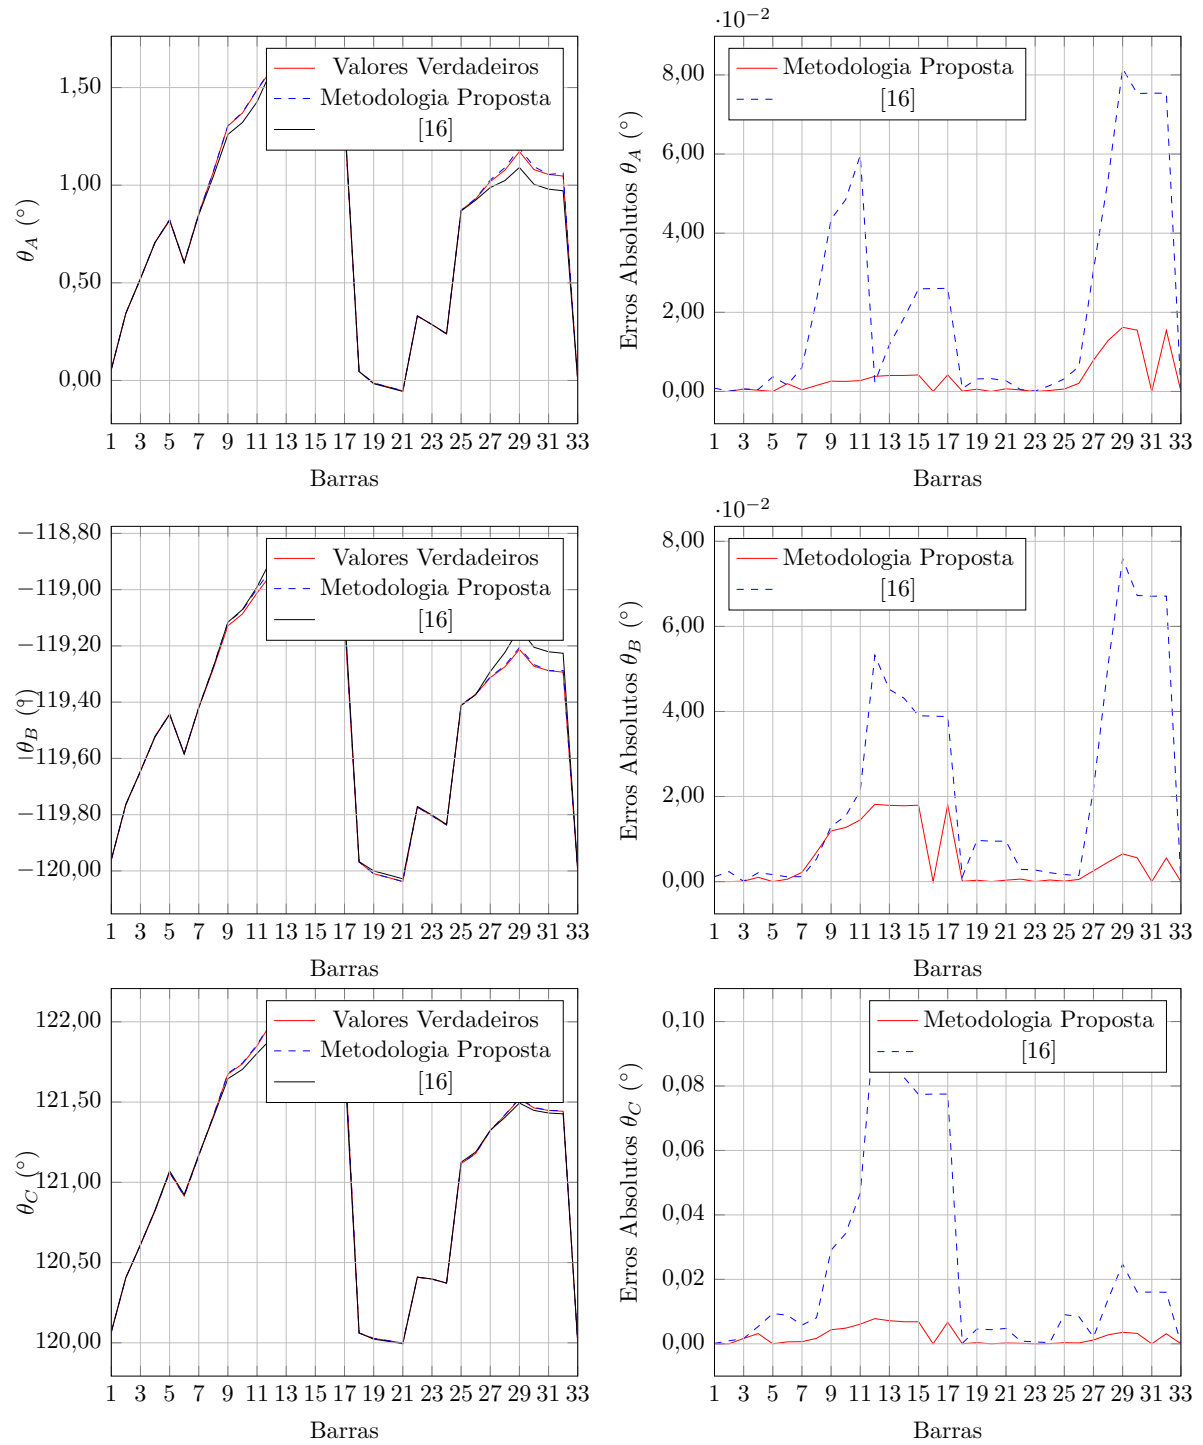 ·10−2
1,50
1,00
0,50
0,00
θA (°)
Valores Verdadeiros
Metodologia Proposta
[16]
1 3 5 7 9 11 13 15 17 19 21 23 25 27 29 31 33
Barras
8,00
6,00
4,00
2,00
0,00
Erros Absolutos θA (°)
Metodologia Proposta
[16]
1 3 5 7 9 11 13 15 17 19 21 23 25 27 29 31 33
Barras
−118,80
−119,00
−119,20
−119,40
−119,60
−119,80
−120,00
θB (°)
Valores Verdadeiros
Metodologia Proposta
[16]
1 3 5 7 9 11 13 15 17 19 21 23 25 27 29 31 33
Barras
·10−2
8,00
6,00
4,00
2,00
0,00
Erros Absolutos θB (°)
Metodologia Proposta
[16]
1 3 5 7 9 11 13 15 17 19 21 23 25 27 29 31 33
Barras
122,00
121,50
121,00
120,50
120,00
θC (°)
Valores Verdadeiros
Metodologia Proposta
[16]
1 3 5 7 9 11 13 15 17 19 21 23 25 27 29 31 33
Barras
0,10
0,08
0,06
0,04
0,02
0,00
Erros Absolutos θC (°)
Metodologia Proposta
[16]
1 3 5 7 9 11 13 15 17 19 21 23 25 27 29 31 33
Barras